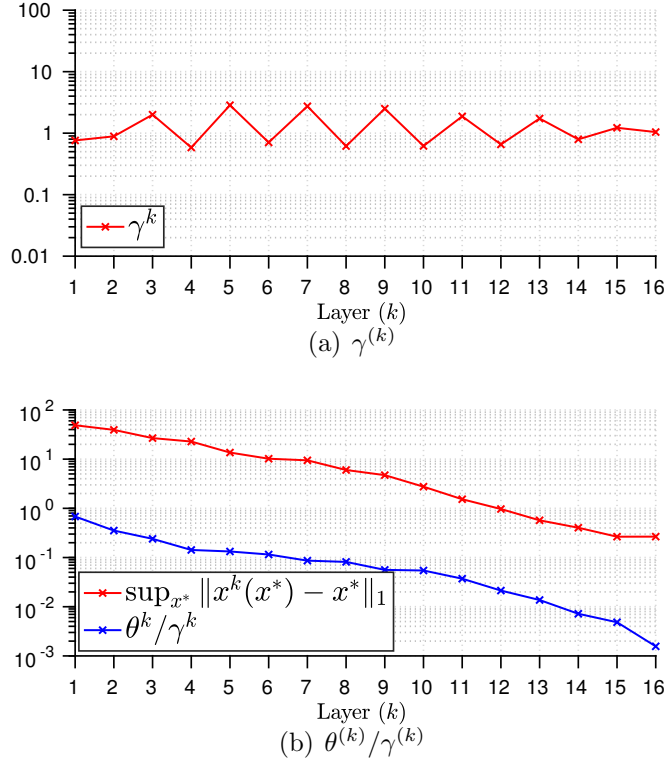 100
10
1
0.1
0.01
γ^k
1 2 3 4 5 6 7 8 9 10 11 12 13 14 15 16
Layer (k)
(a) γ^(k)
10^2
10^1
10^0
10^-1
10^-2
10^-3
sup_{x*} ‖x^k(x*) − x*‖_1
θ^k/γ^k
1 2 3 4 5 6 7 8 9 10 11 12 13 14 15 16
Layer (k)
(b) θ^(k)/γ^(k)